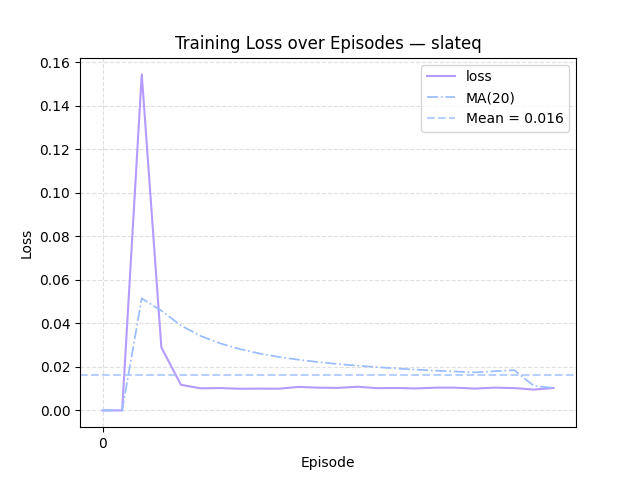 Training Loss over Episodes — slateq
loss
MA(20)
Mean = 0.016
0.16
0.14
0.12
0.10
0.08
0.06
0.04
0.02
0.00
Loss
0
Episode